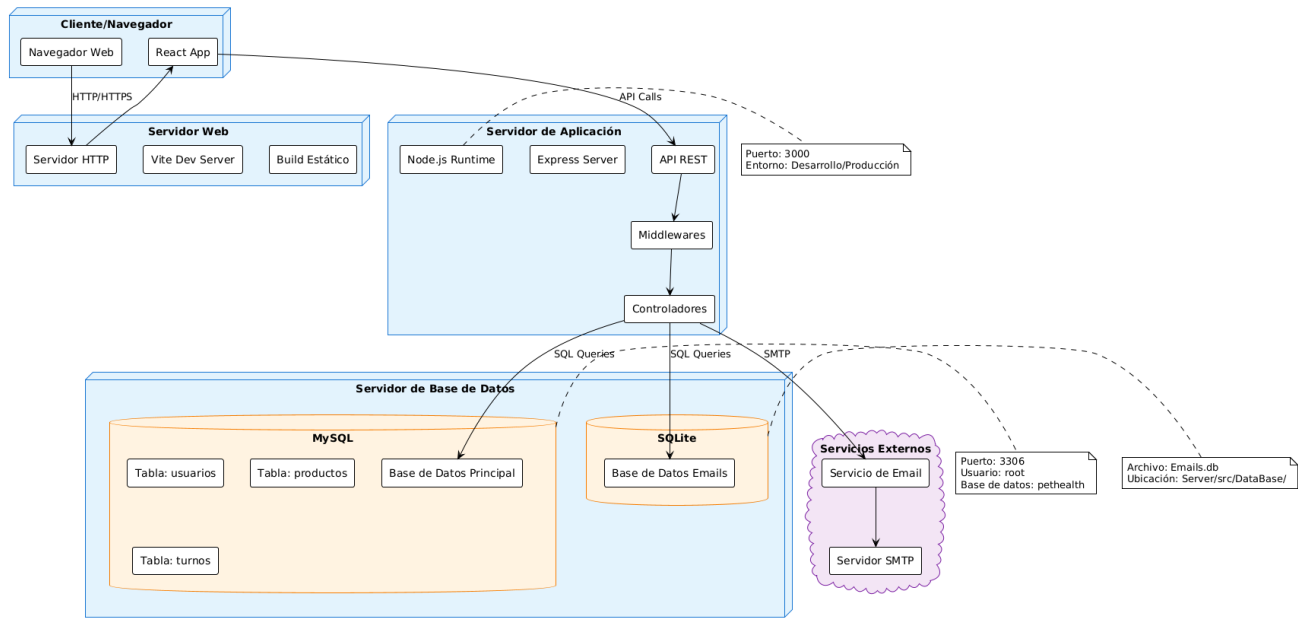 Cliente/Navegador
Navegador Web
React App
HTTP/HTTPS
API Calls
Servidor Web
Servidor HTTP
Vite Dev Server
Build Estático
Servidor de Aplicación
Node.js Runtime
Express Server
API REST
Puerto: 3000
Entorno: Desarrollo/Producción
Middlewares
Controladores
SQL Queries
SQL Queries
SMTP
Servidor de Base de Datos
MySQL
Tabla: usuarios
Tabla: productos
Base de Datos Principal
Tabla: turnos
SQLite
Base de Datos Emails
Servicios Externos
Servicio de Email
Servidor SMTP
Puerto: 3306
Usuario: root
Base de datos: pethealth
Archivo: Emails.db
Ubicación: Server/src/DataBase/